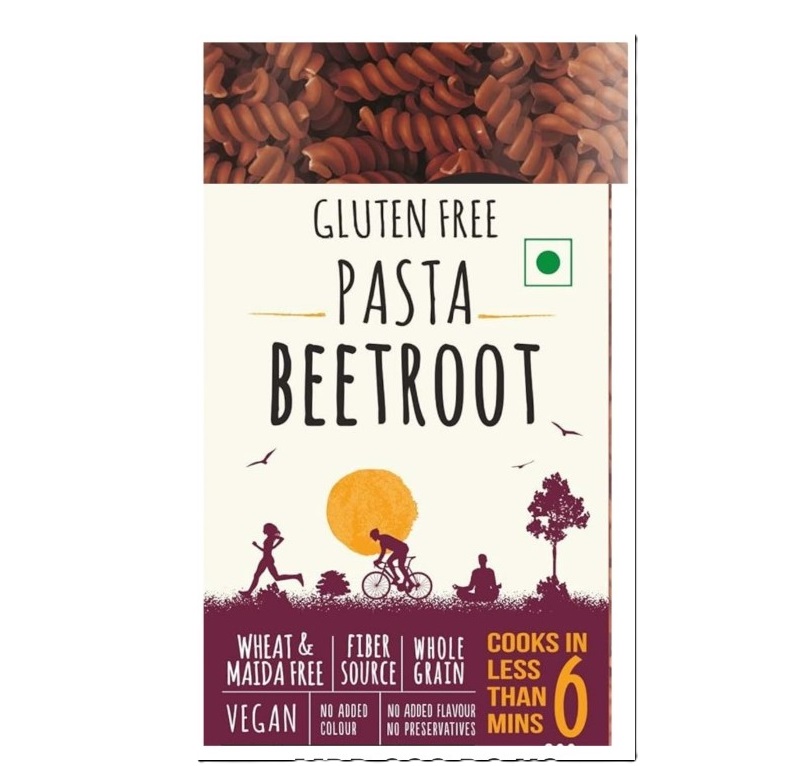 GLUTEN FREE
PASTA
BEETROOT
WHEAT &
MAIDA FREE
FIBER
SOURCE
WHOLE
GRAIN
VEGAN
NO ADDED
COLOUR
NO ADDED FLAVOUR
NO PRESERVATIVES
COOKS IN
LESS
THAN
MINS
6